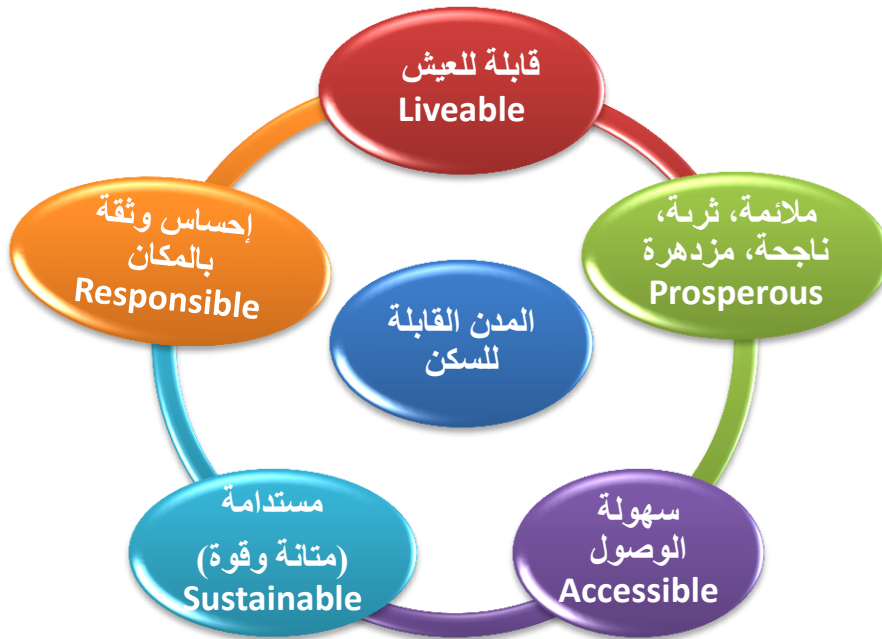 قابلة للعيش
Liveable
ملائمة، ثرية،
ناجحة، مزدهرة
Prosperous
سهولة
الوصول
Accessible
مستدامة
(متانة وقوة)
Sustainable
إحساس وثقة
بالمكان
Responsible
المدن القابلة
للسكن